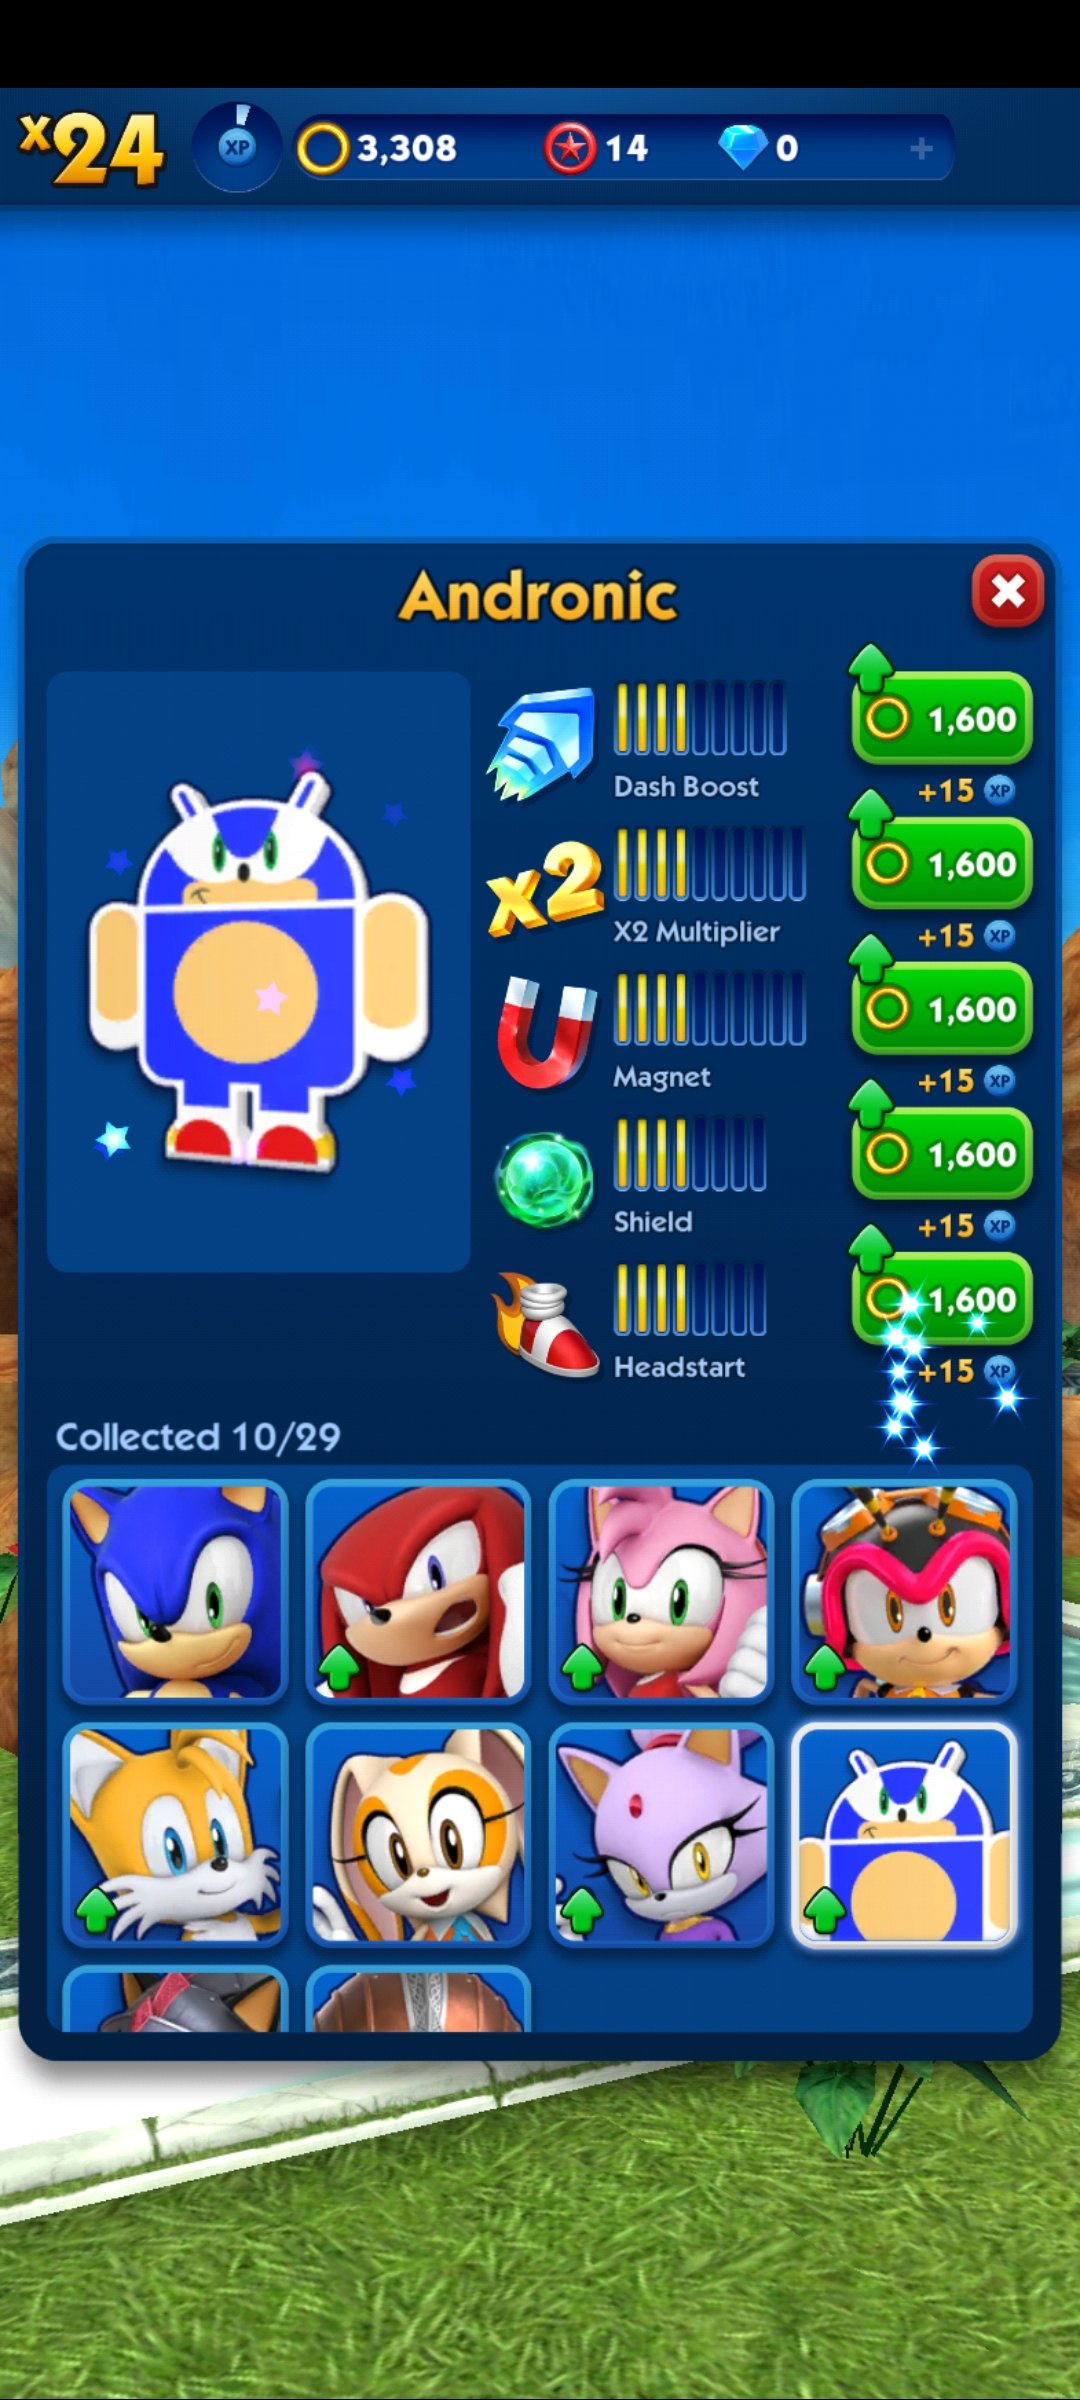 x24 XP 3,308 14 0 +
Andronic
1,600
Dash Boost +15 XP
x2 1,600
X2 Multiplier +15 XP
1,600
Magnet +15 XP
1,600
Shield +15 XP
1,600
Headstart +15 XP
Collected 10/29